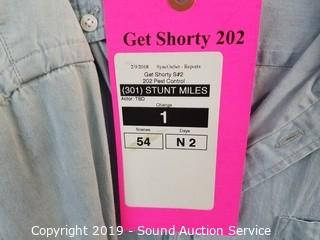 Get Shorty 202
2/9/2018 SyncOnSet - Reports
Get Shorty S#2
202 Pest Control
(301) STUNT MILES
Actor: TBD
Change
1
Scenes
Days
54
N 2
Copyright 2019 - Sound Auction Service